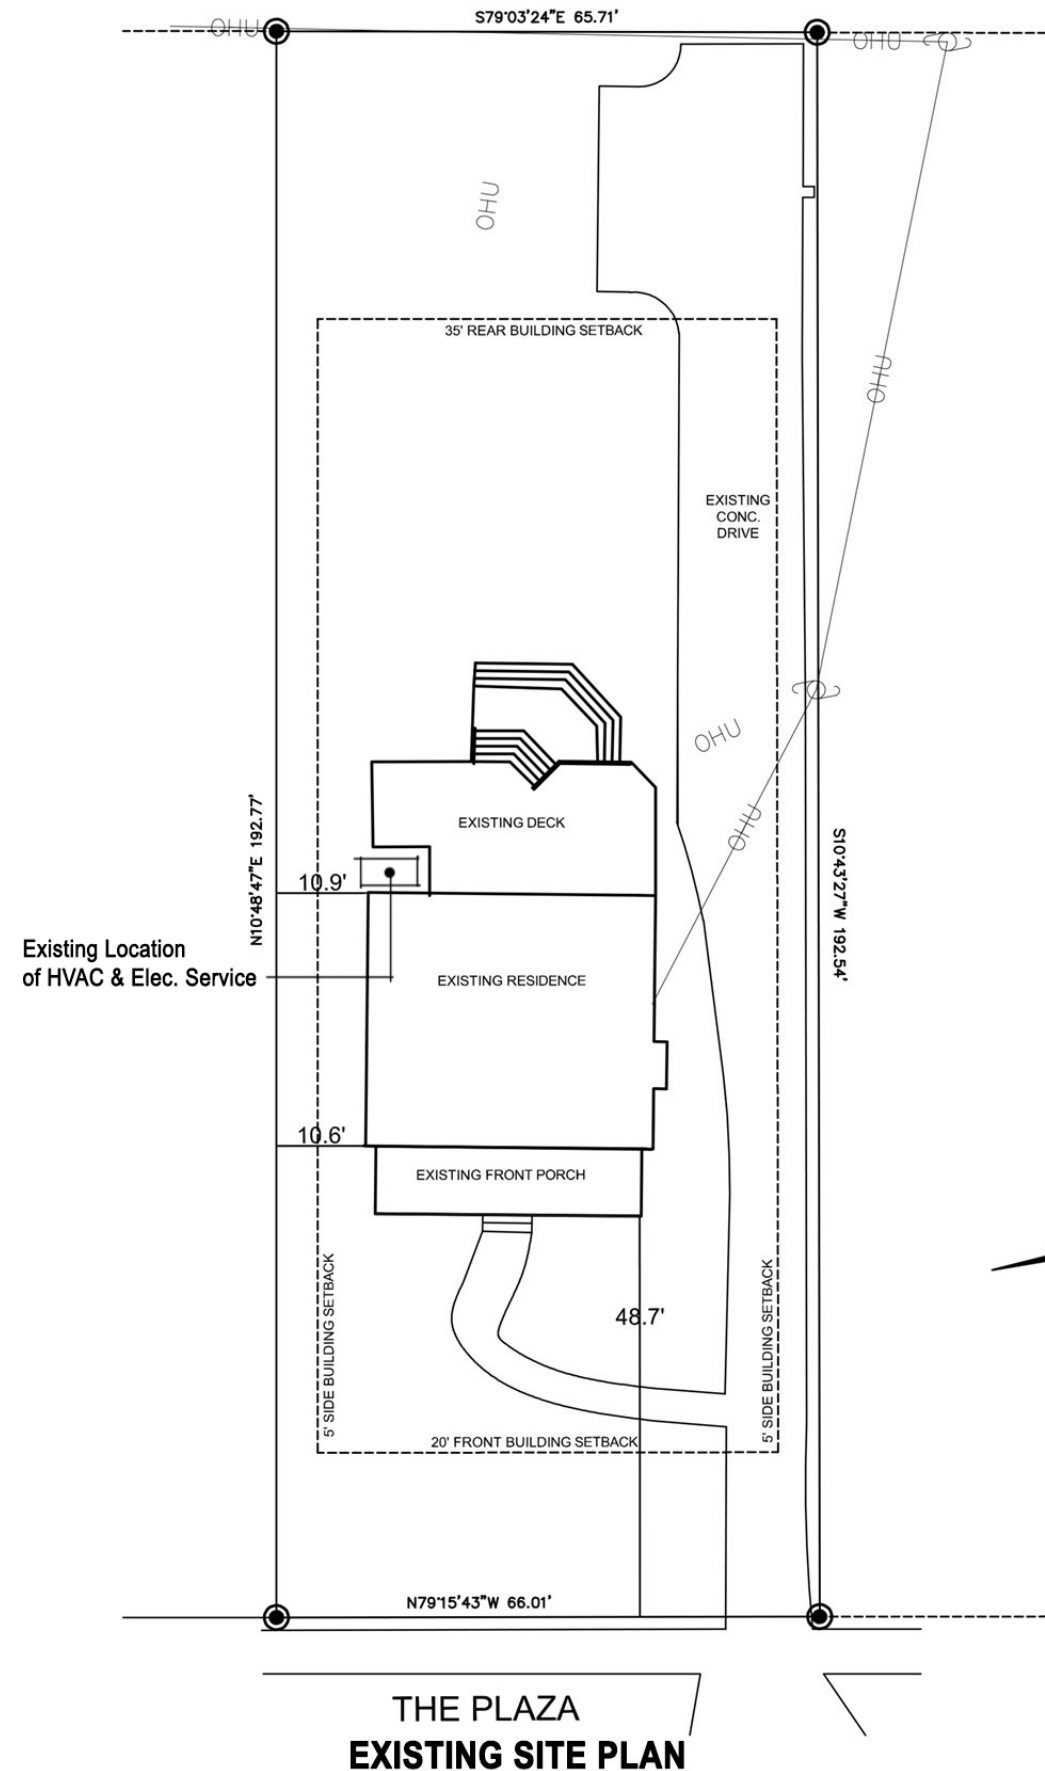 S79°03'24"E 65.71'
OHU
OHU
OHU
35' REAR BUILDING SETBACK
OHU
EXISTING
CONC.
DRIVE
OHU
OHU
EXISTING DECK
N10°48'47"E 192.77'
S10°43'27"W 192.54'
10.9'
Existing Location
of HVAC & Elec. Service
EXISTING RESIDENCE
10.6'
EXISTING FRONT PORCH
5' SIDE BUILDING SETBACK
48.7'
5' SIDE BUILDING SETBACK
20' FRONT BUILDING SETBACK
N79°15'43"W 66.01'
THE PLAZA
EXISTING SITE PLAN